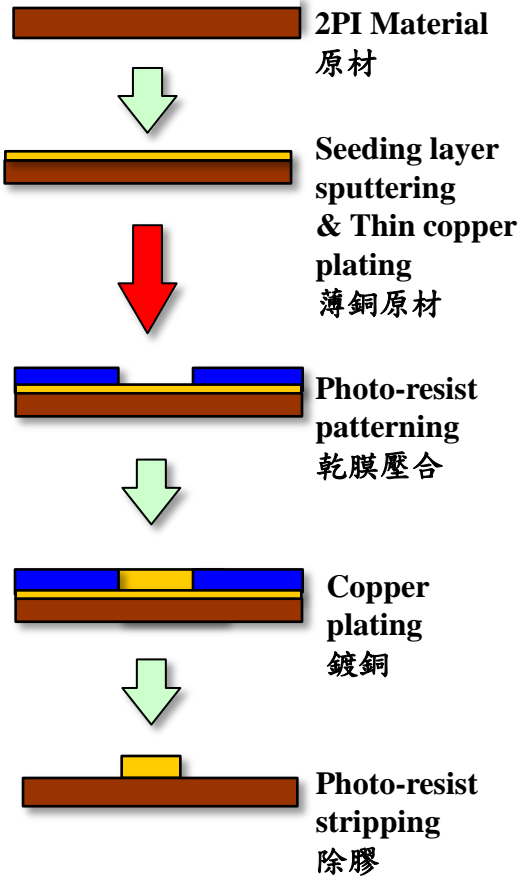 2PI Material
原材
Seeding layer
sputtering
& Thin copper
plating
薄銅原材
Photo-resist
patterning
乾膜壓合
Copper
plating
鍍銅
Photo-resist
stripping
除膠